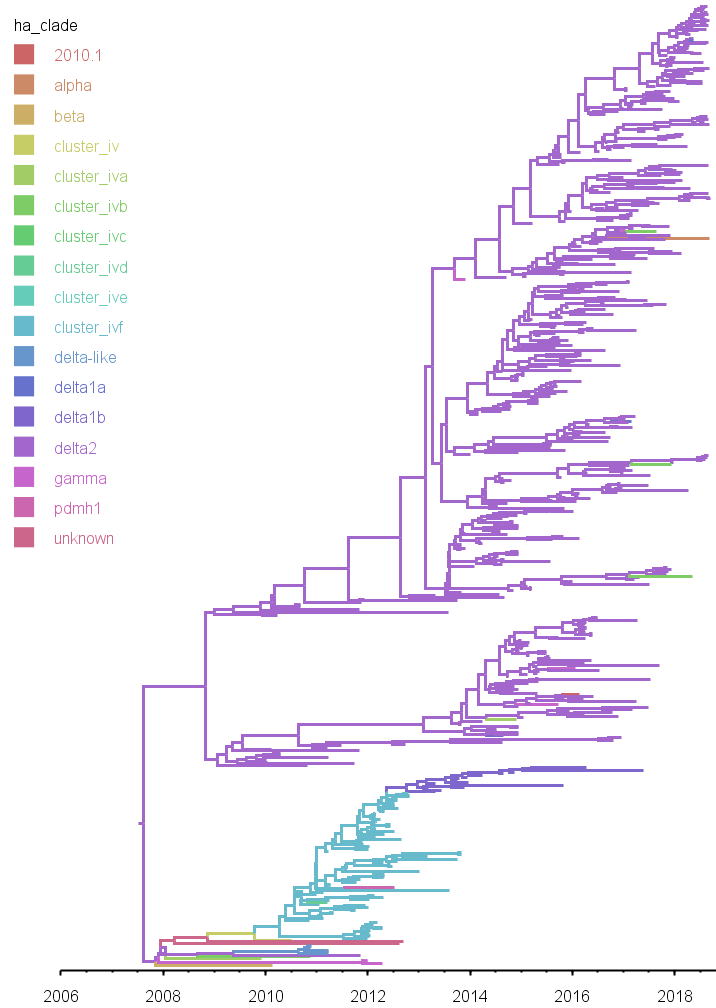 ha_clade
2010.1
alpha
beta
cluster_iv
cluster_iva
cluster_ivb
cluster_ivc
cluster_ivd
cluster_ive
cluster_ivf
delta-like
delta1a
delta1b
delta2
gamma
pdmh1
unknown
2006 2008 2010 2012 2014 2016 2018